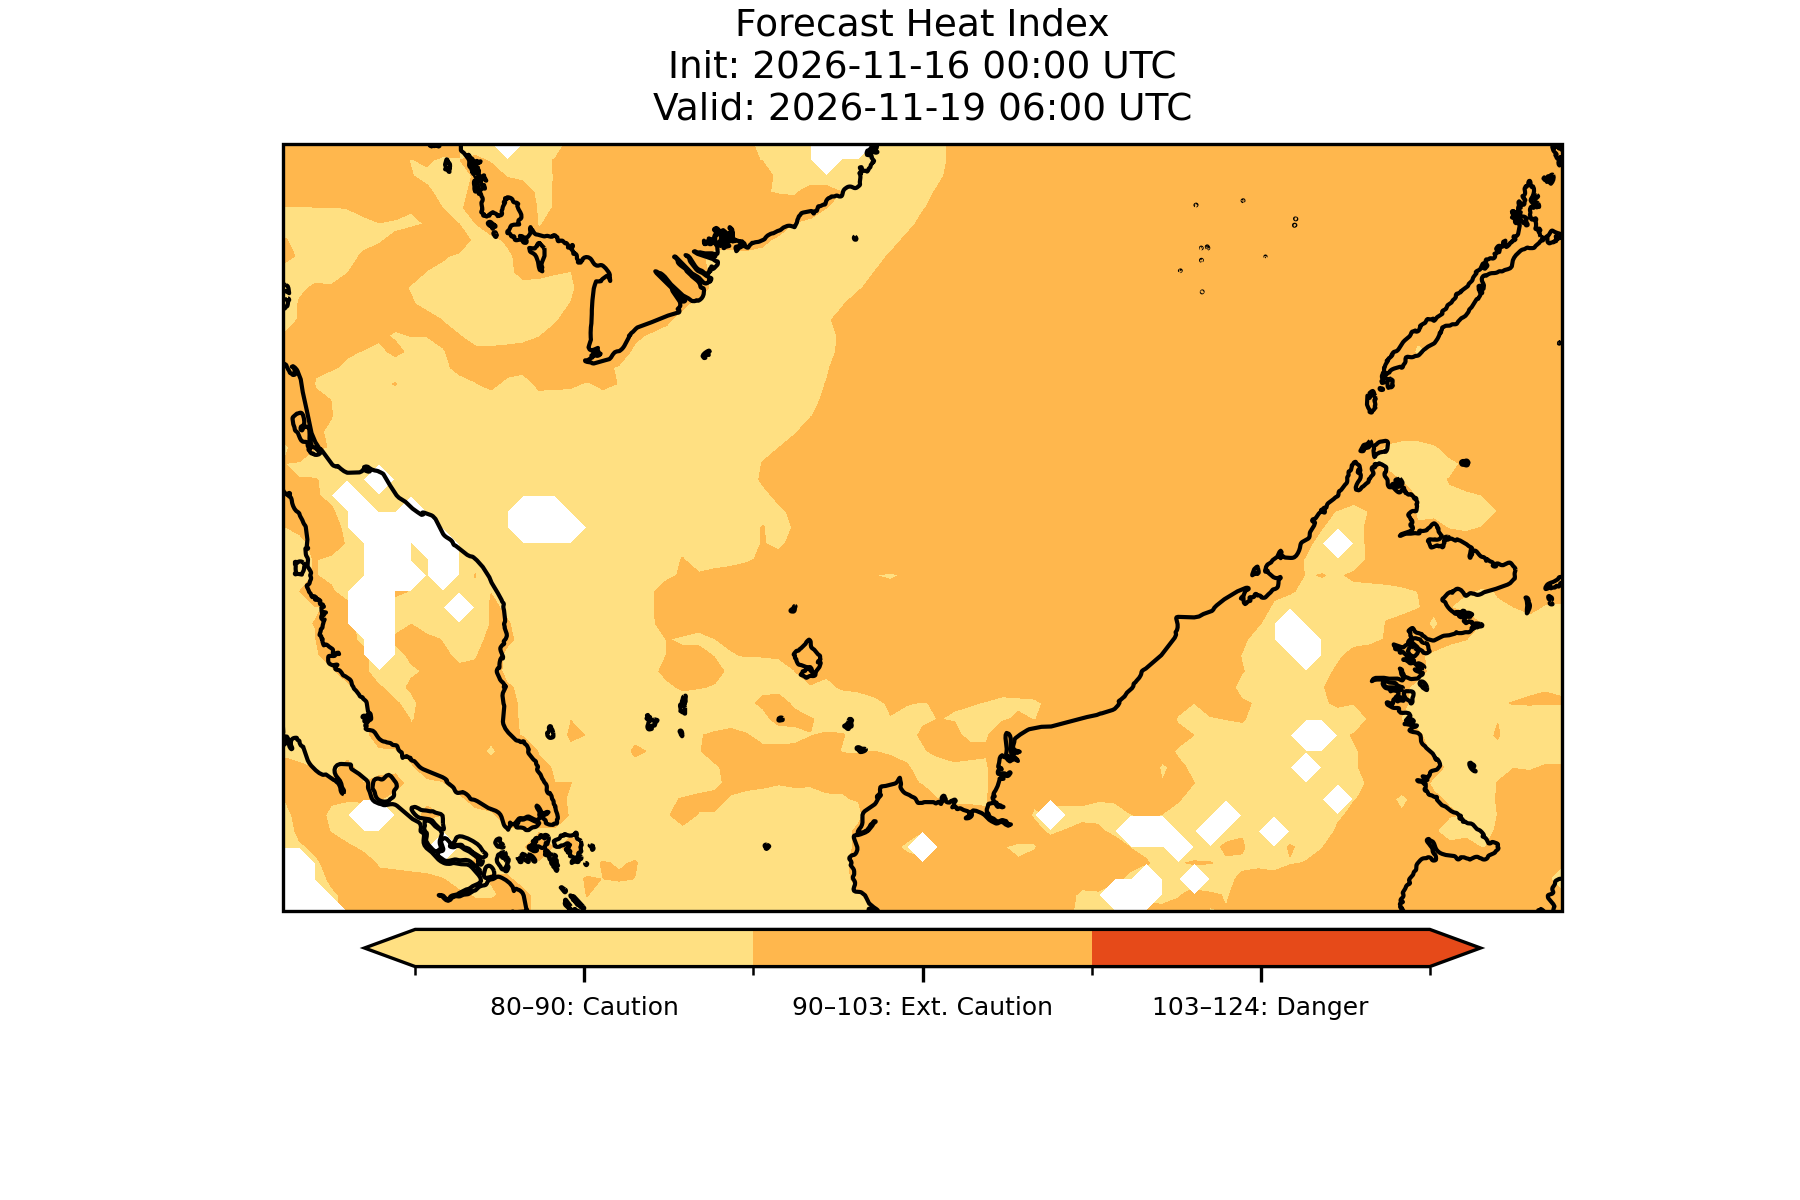 Forecast Heat Index
Init: 2026-11-16 00:00 UTC
Valid: 2026-11-19 06:00 UTC
80–90: Caution
90–103: Ext. Caution
103–124: Danger